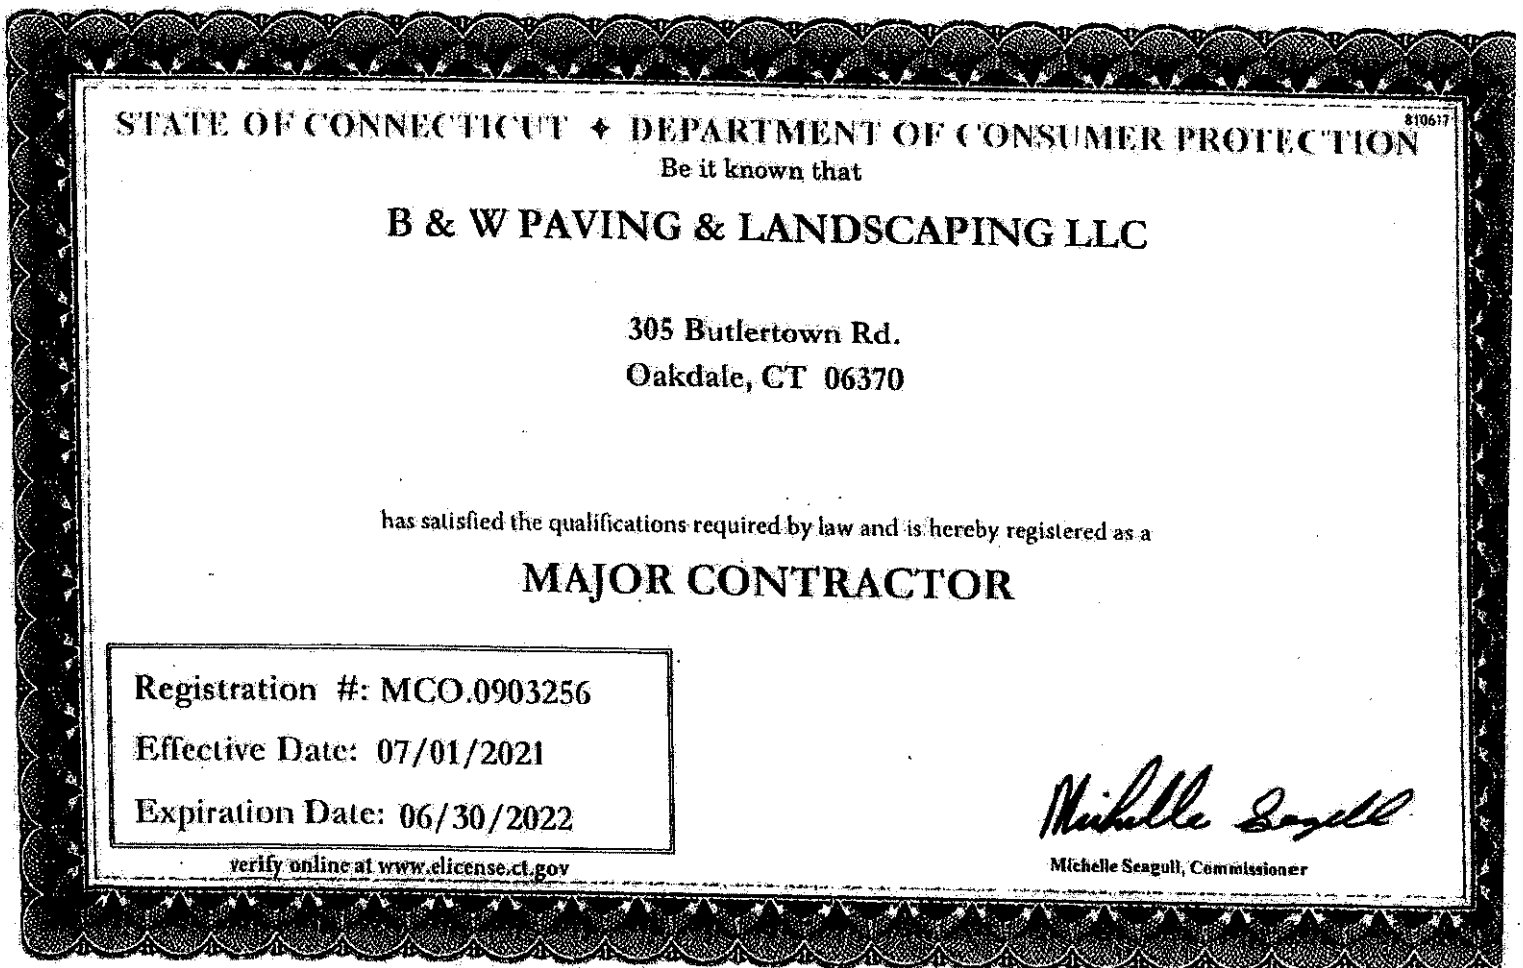 810617
STATE OF CONNECTICUT ✦ DEPARTMENT OF CONSUMER PROTECTION
Be it known that
B & W PAVING & LANDSCAPING LLC
305 Butlertown Rd.
Oakdale, CT 06370
has satisfied the qualifications required by law and is hereby registered as a
MAJOR CONTRACTOR
Registration #: MCO.0903256
Effective Date: 07/01/2021
Expiration Date: 06/30/2022
verify online at www.elicense.ct.gov
Michelle Seagull
Michelle Seagull, Commissioner